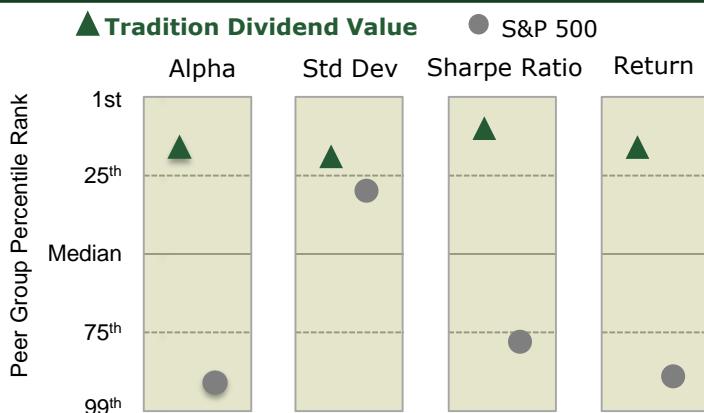 Tradition Dividend Value S&P 500
Alpha Std Dev Sharpe Ratio Return
Peer Group Percentile Rank
1st
25th
Median
75th
99th